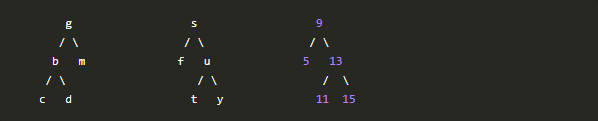 g                  s                  9
   / \                / \                / \
  b   m              f   u              5   13
 / \                    / \                /  \
c   d                  t   y              11  15